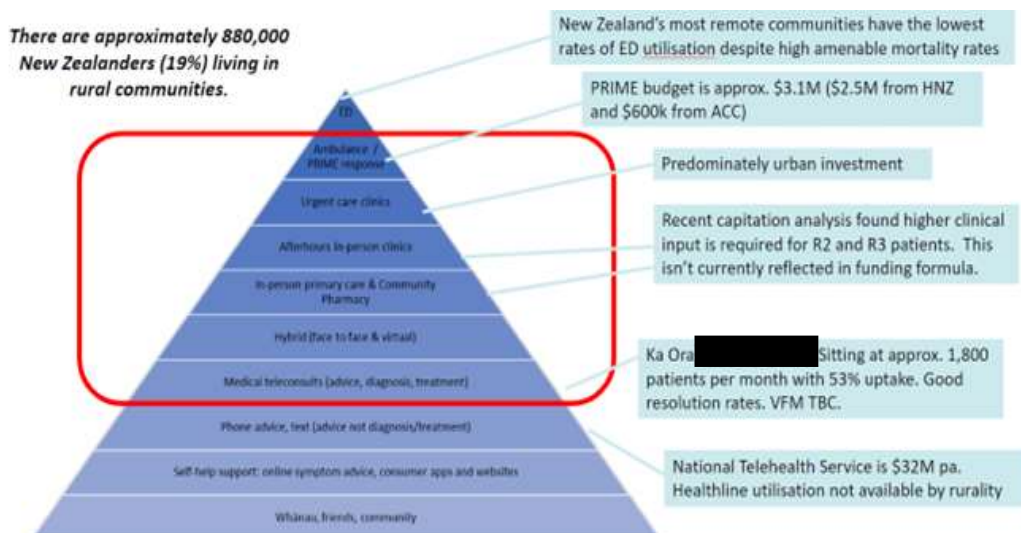 There are approximately 880,000
New Zealanders (19%) living in
rural communities.
New Zealand's most remote communities have the lowest
rates of ED utilisation despite high amenable mortality rates
PRIME budget is approx. $3.1M ($2.5M from HNZ
and $600k from ACC)
Predominately urban investment
Recent capitation analysis found higher clinical
input is required for R2 and R3 patients. This
isn't currently reflected in funding formula.
Ka Ora Sitting at approx. 1,800
patients per month with 53% uptake. Good
resolution rates. VFM TBC.
National Telehealth Service is $32M pa.
Healthline utilisation not available by rurality
ED
Ambulance /
PRIME response
Urgent care clinics
Afterhours in-person clinics
In-person primary care & Community
Pharmacy
Hybrid (face to face & virtual)
Medical teleconsults (advice, diagnosis, treatment)
Phone advice, text (advice not diagnosis/treatment)
Self-help support: online symptom advice, consumer apps and websites
Whānau, friends, community